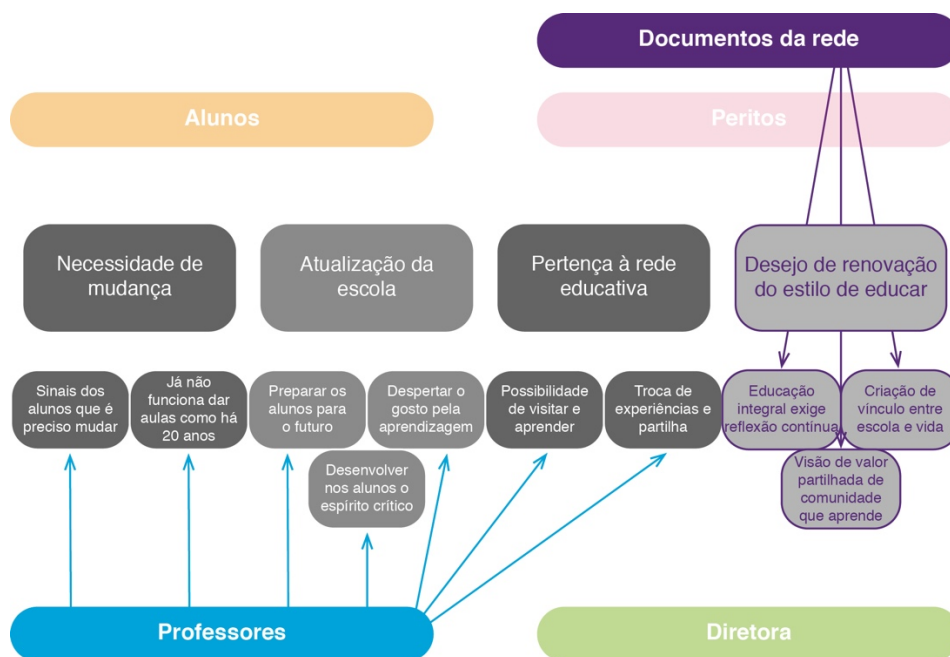 Documentos da rede
Alunos
Peritos
Necessidade de
mudança
Atualização da
escola
Pertença à rede
educativa
Desejo de renovação
do estilo de educar
Sinais dos
alunos que é
preciso mudar
Já não
funciona dar
aulas como há
20 anos
Preparar os
alunos para
o futuro
Despertar o
gosto pela
aprendizagem
Possibilidade
de visitar e
aprender
Troca de
experiências e
partilha
Educação
integral exige
reflexão contínua
Criação de
vínculo entre
escola e vida
Desenvolver
nos alunos o
espírito crítico
Visão de valor
partilhada de
comunidade
que aprende
Professores
Diretora